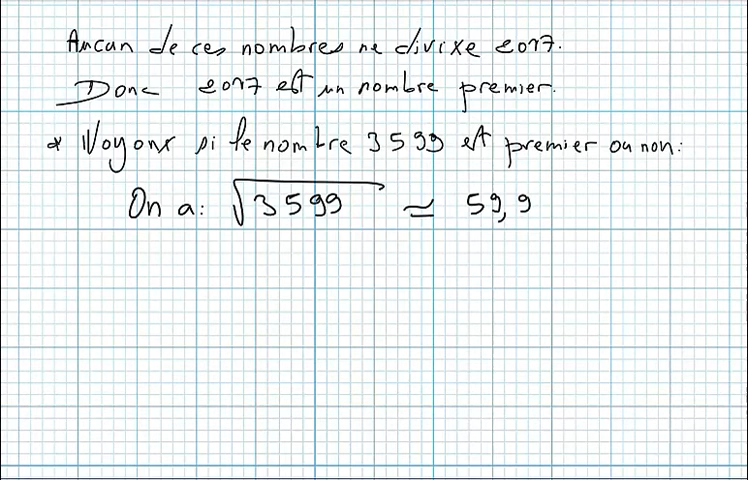 Aucun de ces nombres ne divise 2017.
Donc 2017 est un nombre premier.
* Voyons si le nombre 3599 est premier ou non:
On a: √3599 ≃ 59,9